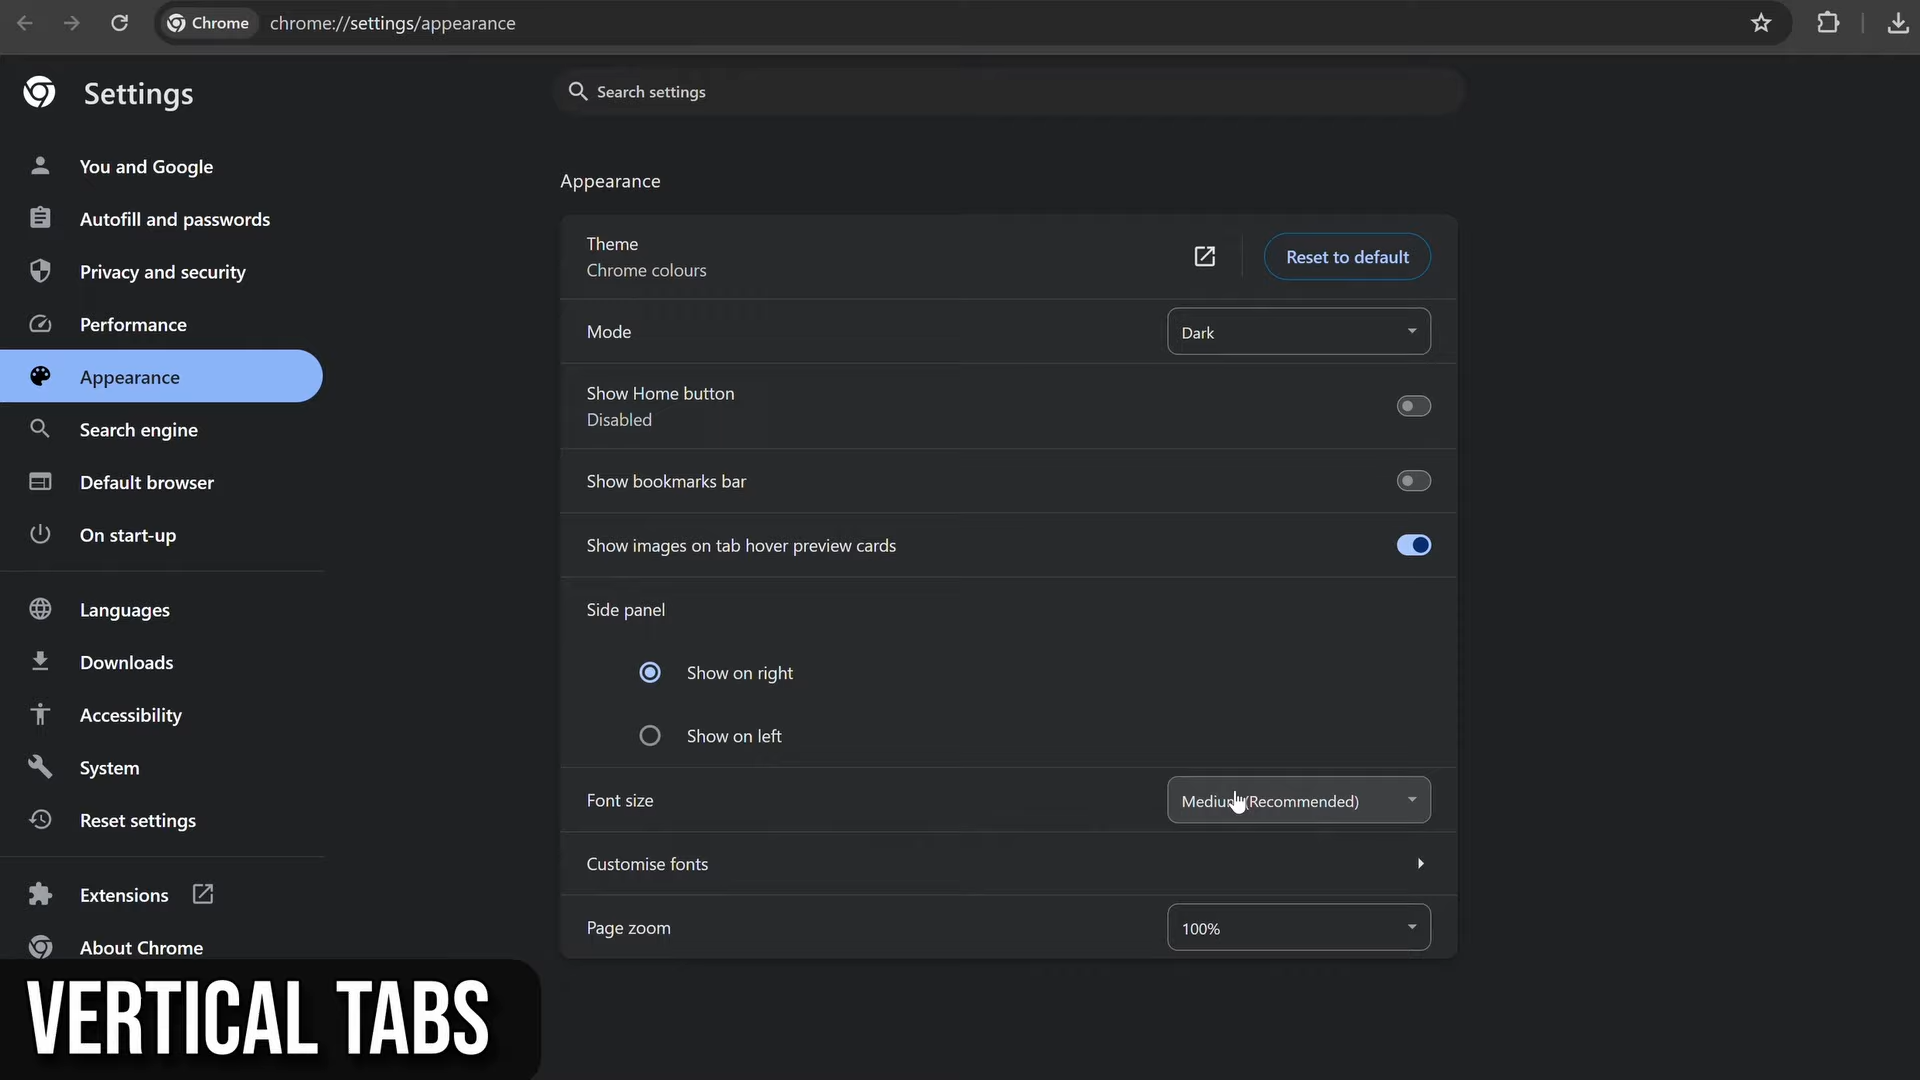 Chrome
chrome://settings/appearance
Settings
Search settings
You and Google
Autofill and passwords
Privacy and security
Performance
Appearance
Search engine
Default browser
On start-up
Languages
Downloads
Accessibility
System
Reset settings
Extensions
About Chrome
Appearance
Theme
Chrome colours
Reset to default
Mode
Dark
Show Home button
Disabled
Show bookmarks bar
Show images on tab hover preview cards
Side panel
Show on right
Show on left
Font size
Medium (Recommended)
Customise fonts
Page zoom
100%
VERTICAL TABS